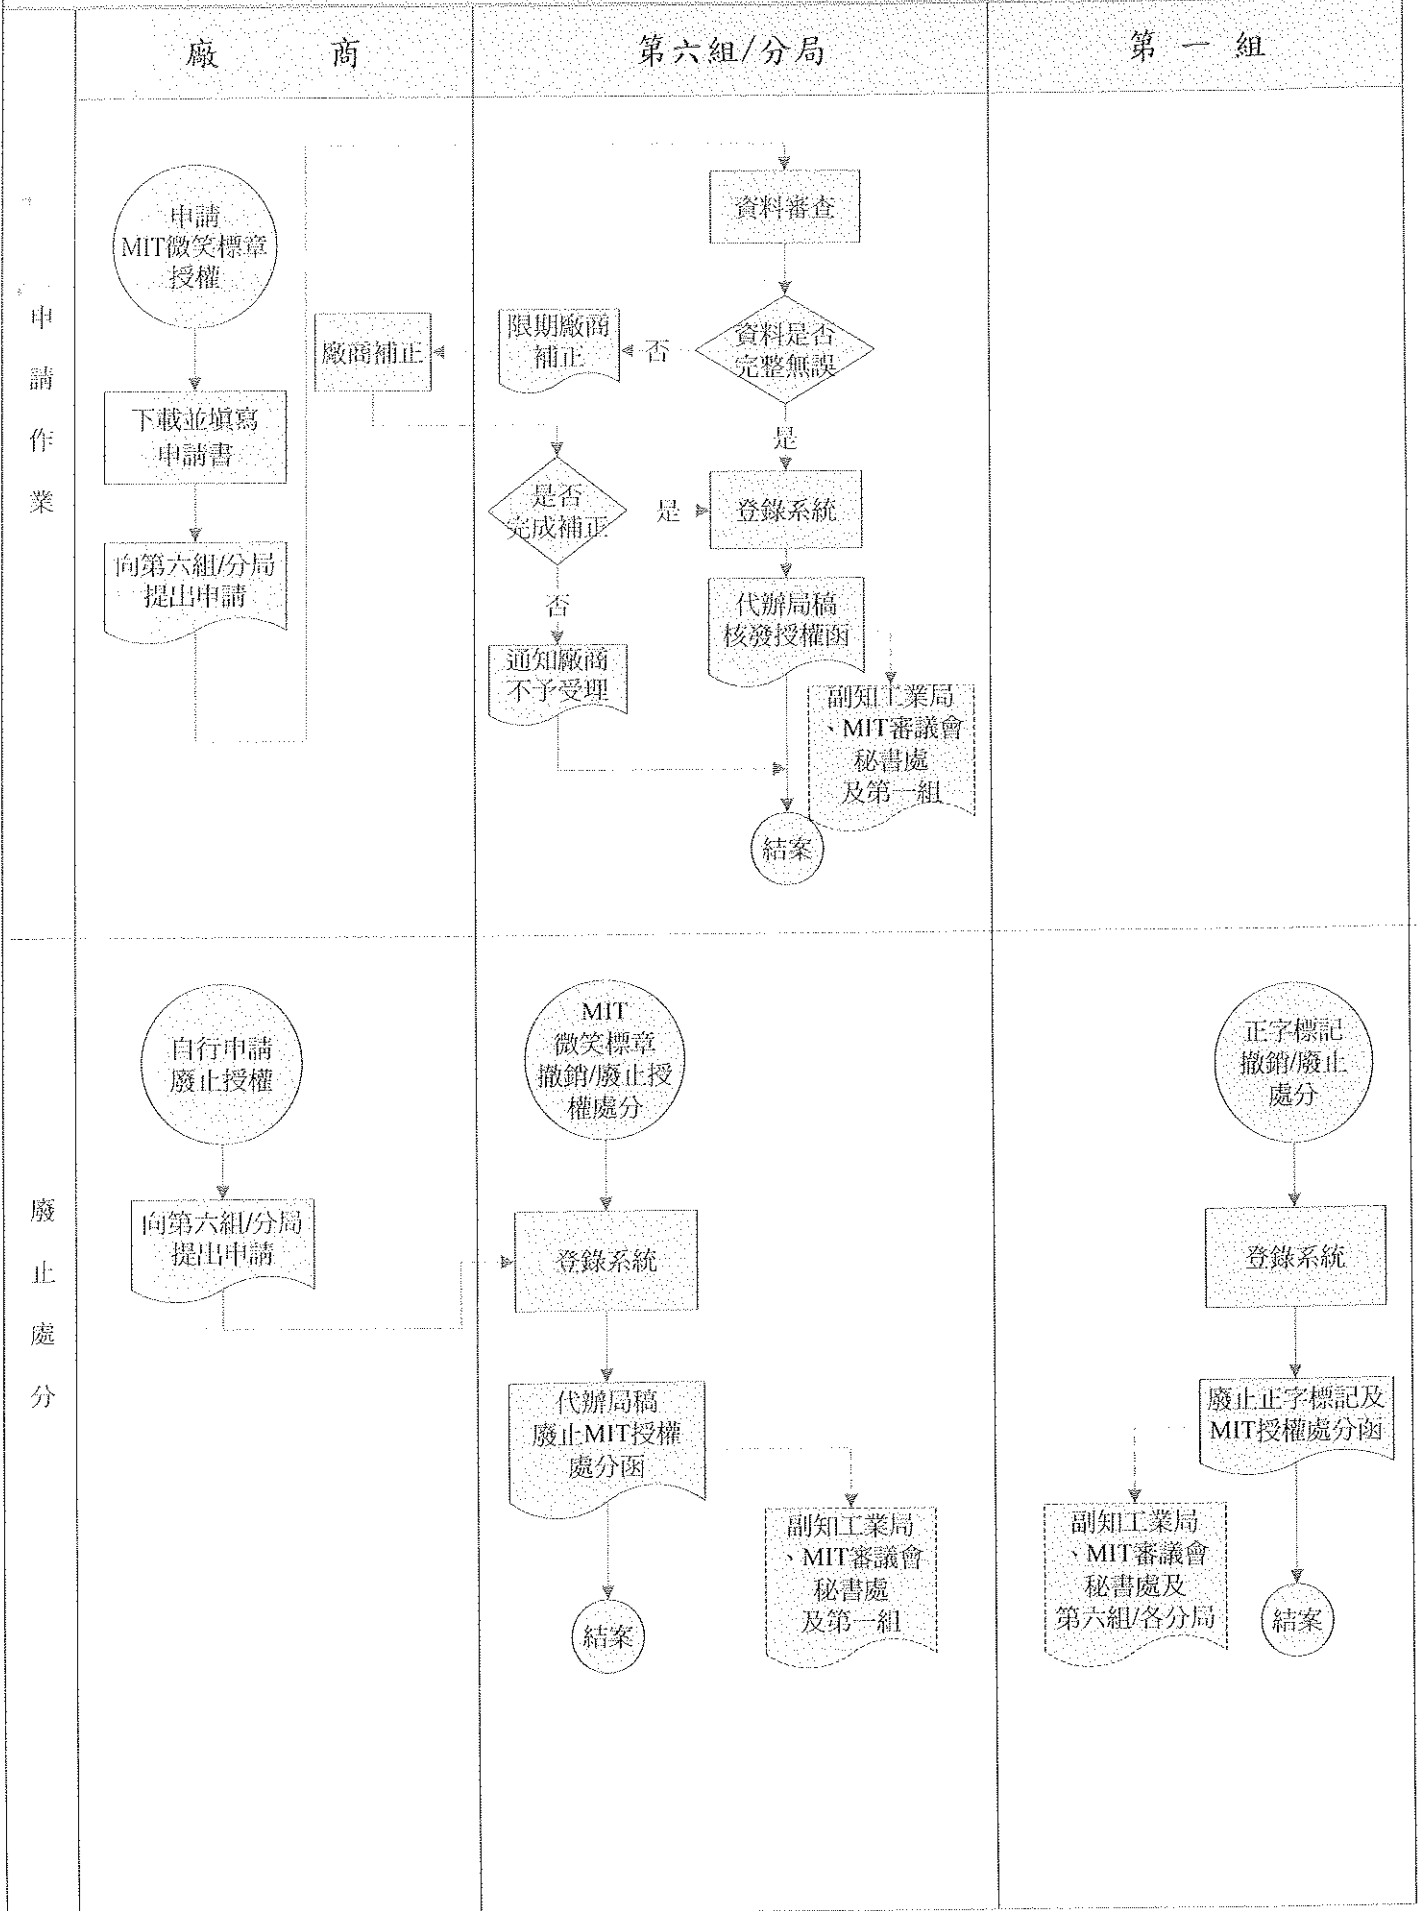 廠 商
第六組/分局
第 一 組
申
請
作
業
申請
MIT微笑標章
授權
下載並填寫
申請書
向第六組/分局
提出申請
廠商補正
資料審查
資料是否
完整無誤
否
限期廠商
補正
是
是否
完成補正
是
登錄系統
否
通知廠商
不予受理
代辦局稿
核發授權函
副知工業局
、MIT審議會
秘書處
及第一組
結案
廢
止
處
分
自行申請
廢止授權
向第六組/分局
提出申請
MIT
微笑標章
撤銷/廢止授
權處分
登錄系統
代辦局稿
廢止MIT授權
處分函
副知工業局
、MIT審議會
秘書處
及第一組
結案
正字標記
撤銷/廢止
處分
登錄系統
廢止正字標記及
MIT授權處分函
副知工業局
、MIT審議會
秘書處及
第六組/各分局
結案